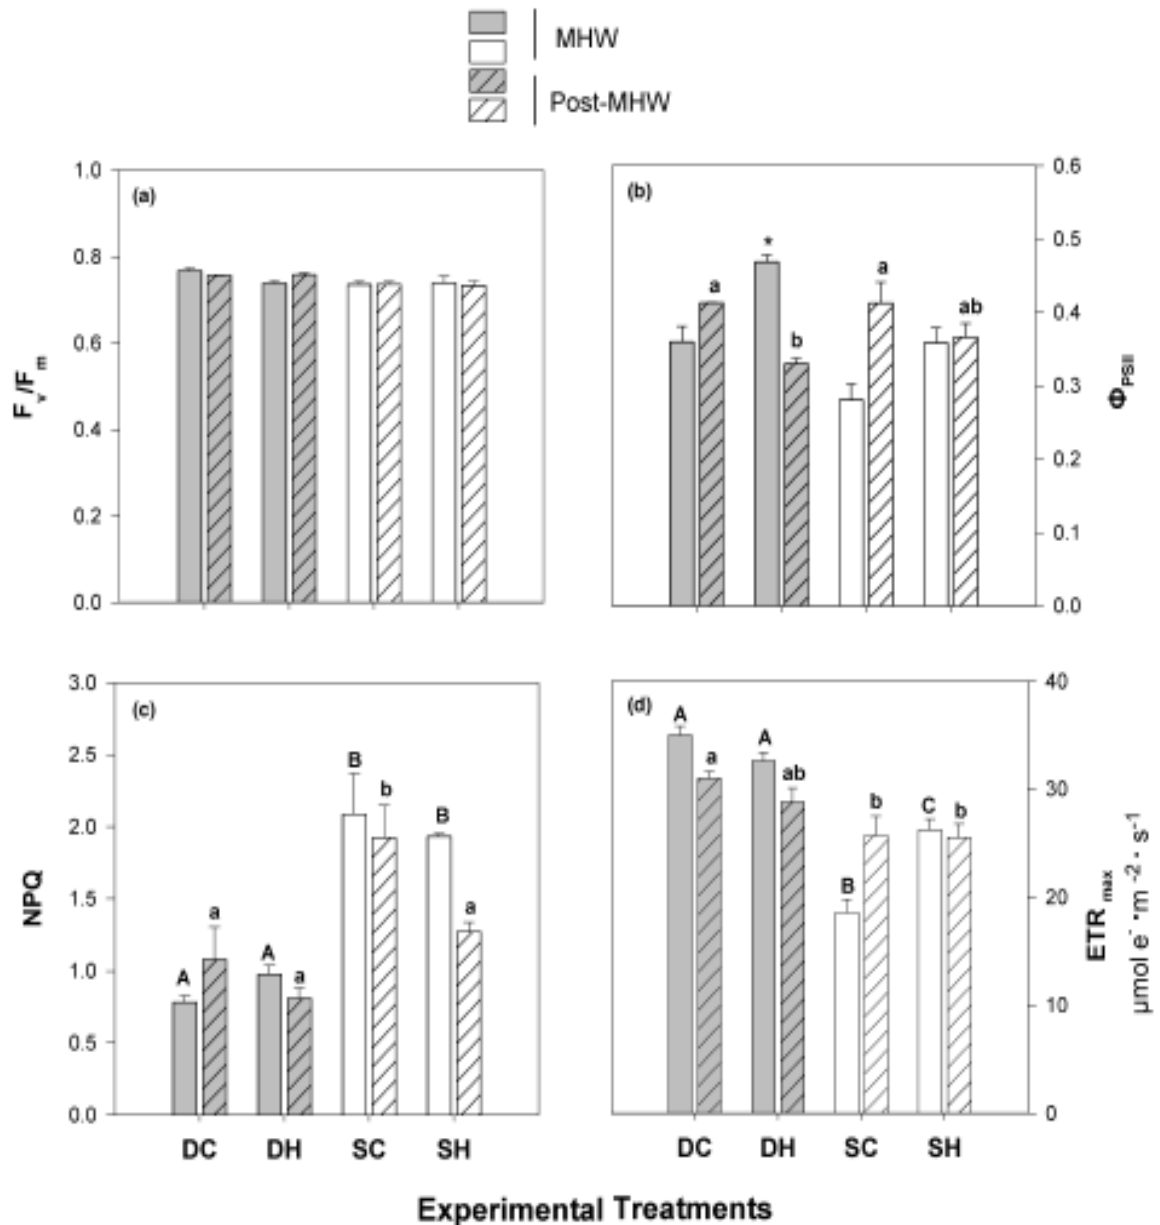 MHW
Post-MHW
(a)
1.0
0.8
0.6
0.4
0.2
0.0
Fv/Fm
(b)
a
*
b
a
ab
0.6
0.5
0.4
0.3
0.2
0.1
0.0
ΦPSII
(c)
3.0
2.5
2.0
1.5
1.0
0.5
0.0
NPQ
A
a
A
a
B
b
B
a
DC DH SC SH
(d)
A
a
A
ab
B
b
C
b
40
30
20
10
0
ETR max
µmol e⁻ · m⁻² · s⁻¹
DC DH SC SH
Experimental Treatments